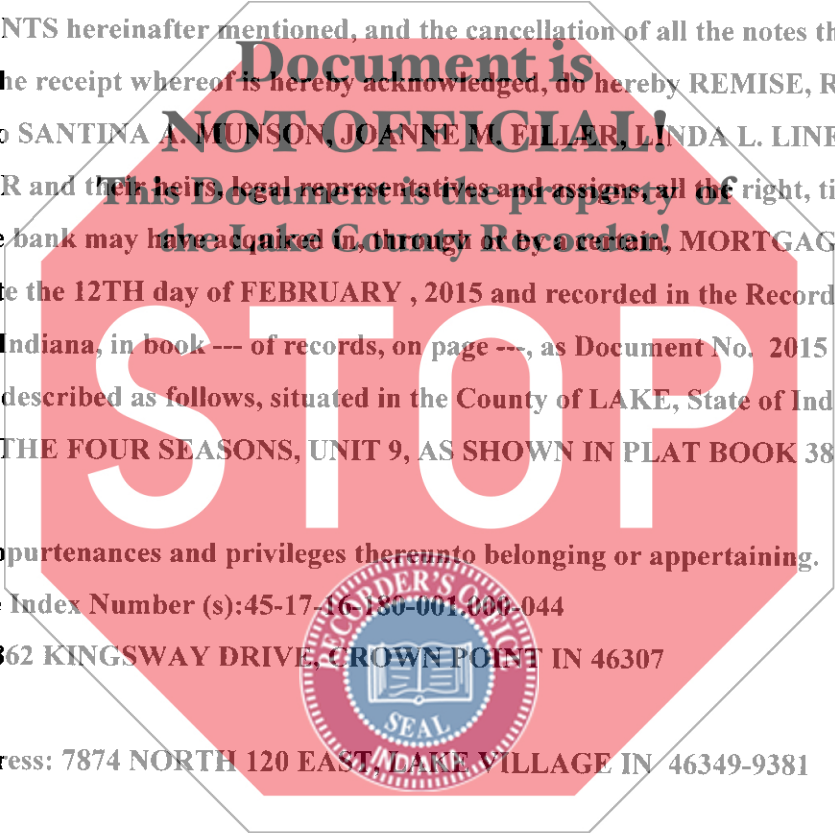 NTS hereinafter mentioned, and the cancellation of all the notes th
Document is
he receipt whereof is hereby acknowledged, do hereby REMISE, R
NOT OFFICIAL!
o SANTINA A. MUNSON, JOANNE M. FILLER, LINDA L. LINE
This Document is the property of
R and their heirs, legal representatives and assigns, all the right, ti
the Lake County Recorder!
e bank may have acquired in, through or by a certain, MORTGAG
te the 12TH day of FEBRUARY , 2015 and recorded in the Record
Indiana, in book --- of records, on page ---, as Document No. 2015
described as follows, situated in the County of LAKE, State of Ind
THE FOUR SEASONS, UNIT 9, AS SHOWN IN PLAT BOOK 38
STOP
ppurtenances and privileges thereunto belonging or appertaining.
e Index Number (s):45-17-16-180-001.000-044
362 KINGSWAY DRIVE, CROWN POINT IN 46307
RECORDER'S OFFICE
SEAL
INDIANA
ress: 7874 NORTH 120 EAST, LAKE VILLAGE IN 46349-9381